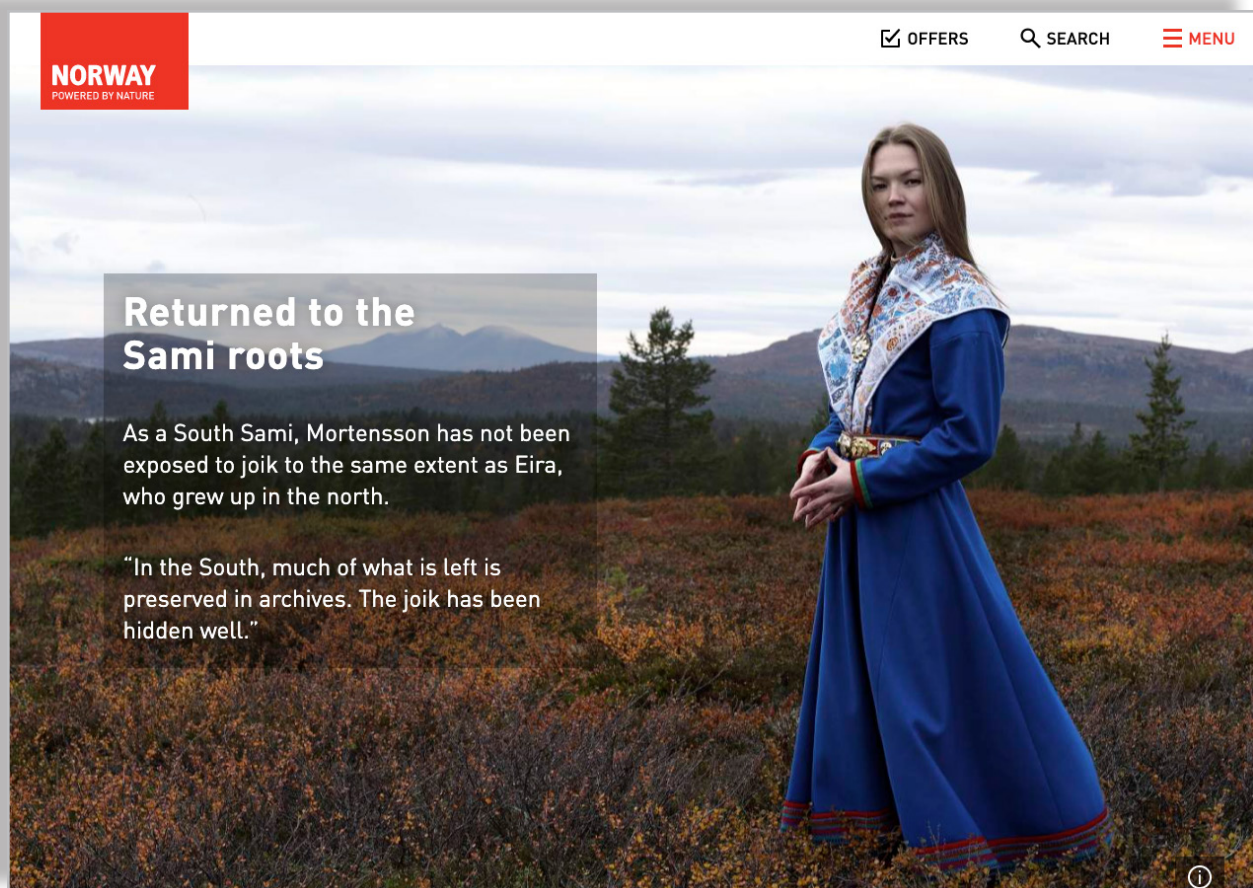 NORWAY
POWERED BY NATURE
OFFERS
SEARCH
MENU
Returned to the
Sami roots
As a South Sami, Mortensson has not been
exposed to joik to the same extent as Eira,
who grew up in the north.
“In the South, much of what is left is
preserved in archives. The joik has been
hidden well.”